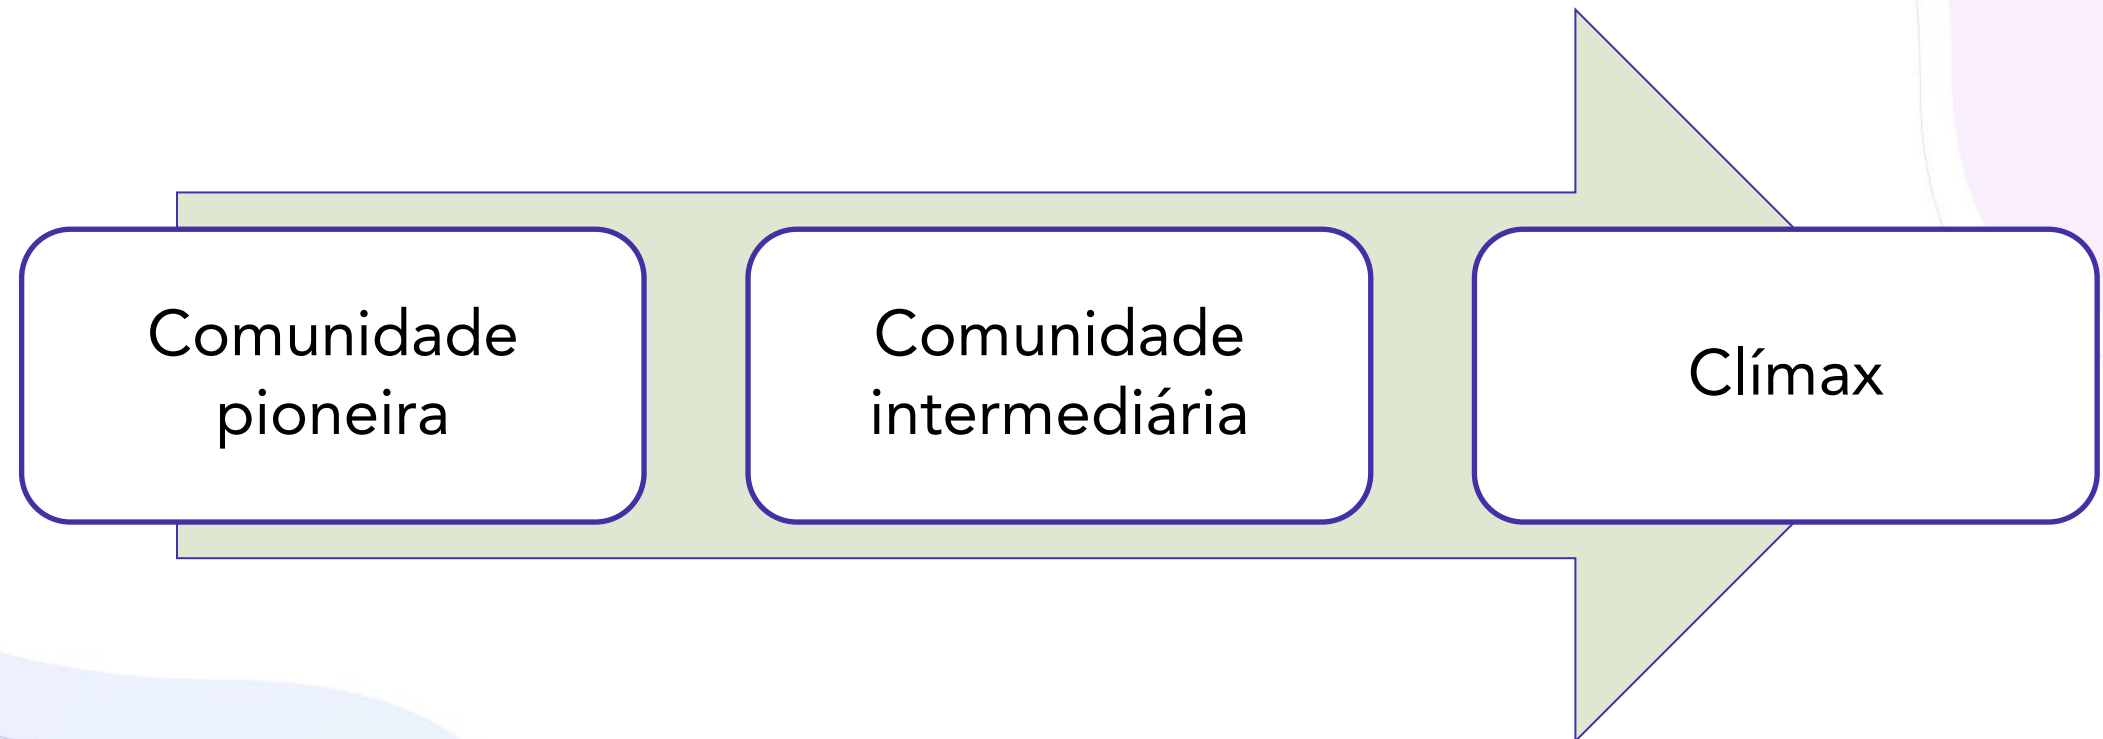 Comunidade
pioneira
Comunidade
intermediária
Clímax